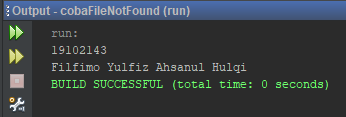 Output - cobaFileNotFound (run)
run:
19102143
Filfimo Yulfiz Ahsanul Hulqi
BUILD SUCCESSFUL (total time: 0 seconds)